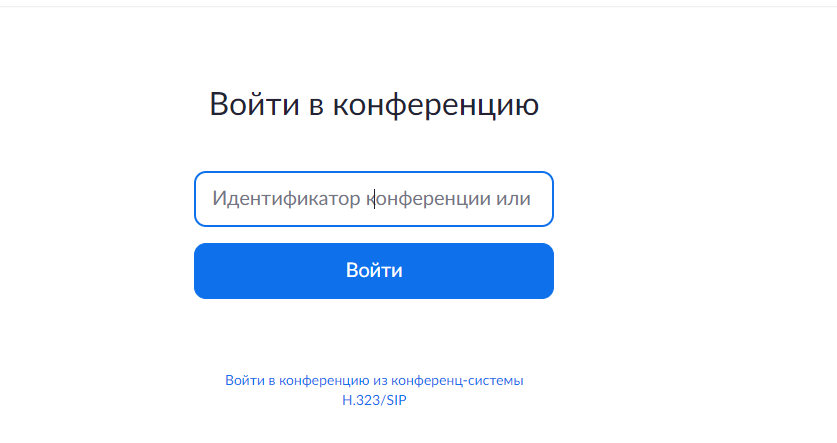 Войти в конференцию
Идентификатор конференции или
Войти
Войти в конференцию из конференц-системы
H.323/SIP